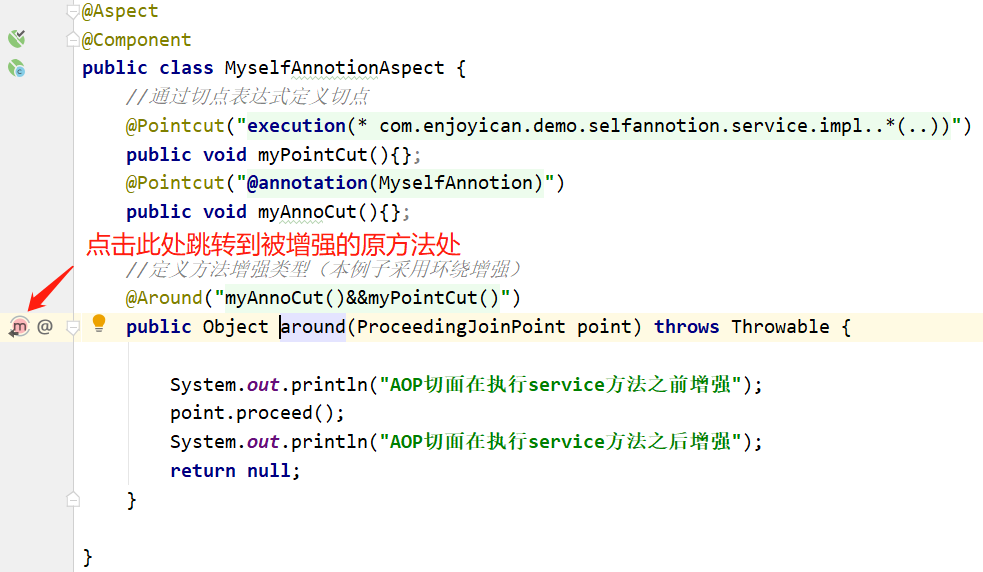 @Aspect
@Component
public class MyselfAnnotionAspect {
//通过切点表达式定义切点
@Pointcut("execution(* com.enjoyican.demo.selfannotion.service.impl..*(..))")
public void myPointCut(){};
@Pointcut("@annotation(MyselfAnnotion)")
public void myAnnoCut(){};
点击此处跳转到被增强的原方法处
//定义方法增强类型（本例子采用环绕增强）
@Around("myAnnoCut()&&myPointCut()")
m @ public Object around(ProceedingJoinPoint point) throws Throwable {
System.out.println("AOP切面在执行service方法之前增强");
point.proceed();
System.out.println("AOP切面在执行service方法之后增强");
return null;
}
}